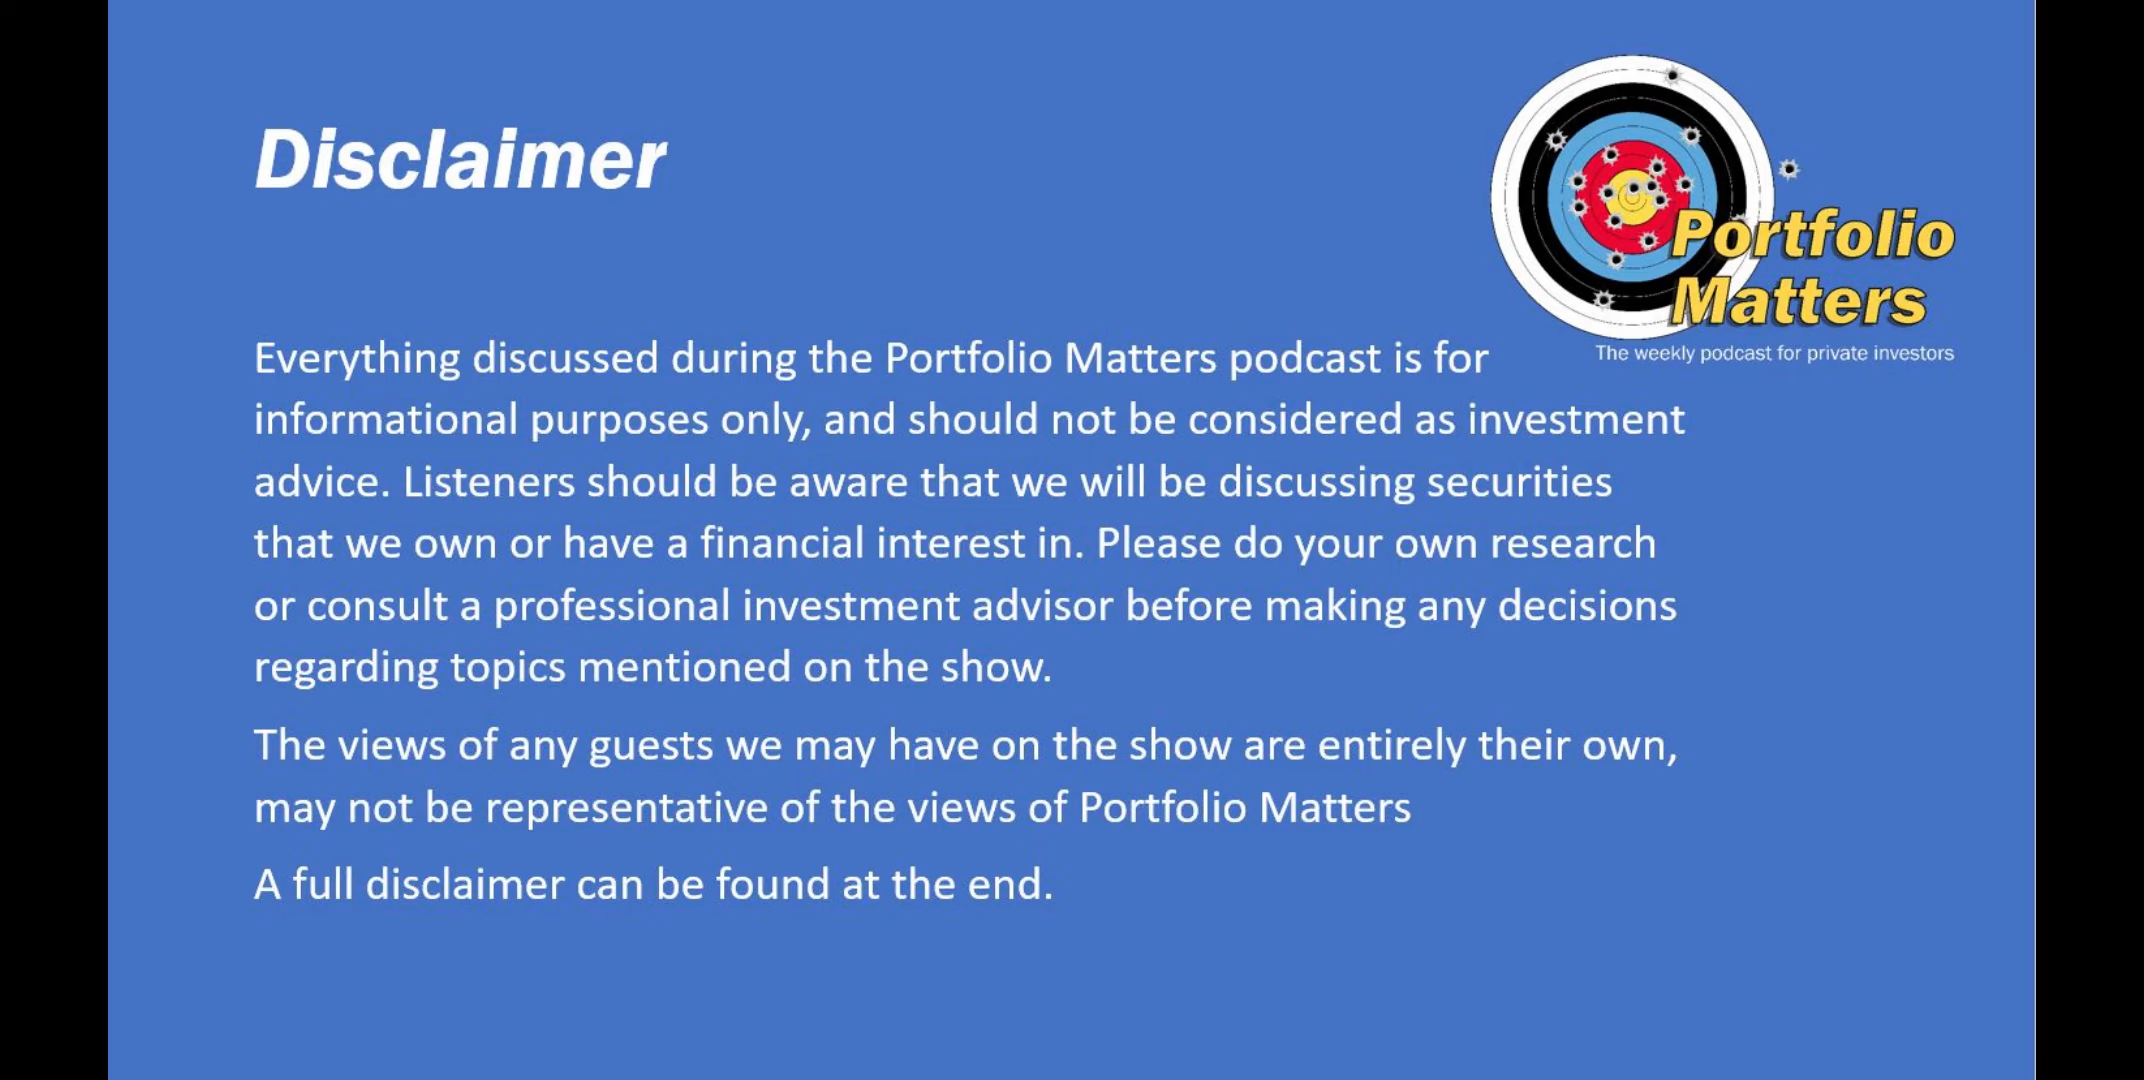 Disclaimer
Portfolio
Matters
The weekly podcast for private investors
Everything discussed during the Portfolio Matters podcast is for
informational purposes only, and should not be considered as investment
advice. Listeners should be aware that we will be discussing securities
that we own or have a financial interest in. Please do your own research
or consult a professional investment advisor before making any decisions
regarding topics mentioned on the show.
The views of any guests we may have on the show are entirely their own,
may not be representative of the views of Portfolio Matters
A full disclaimer can be found at the end.